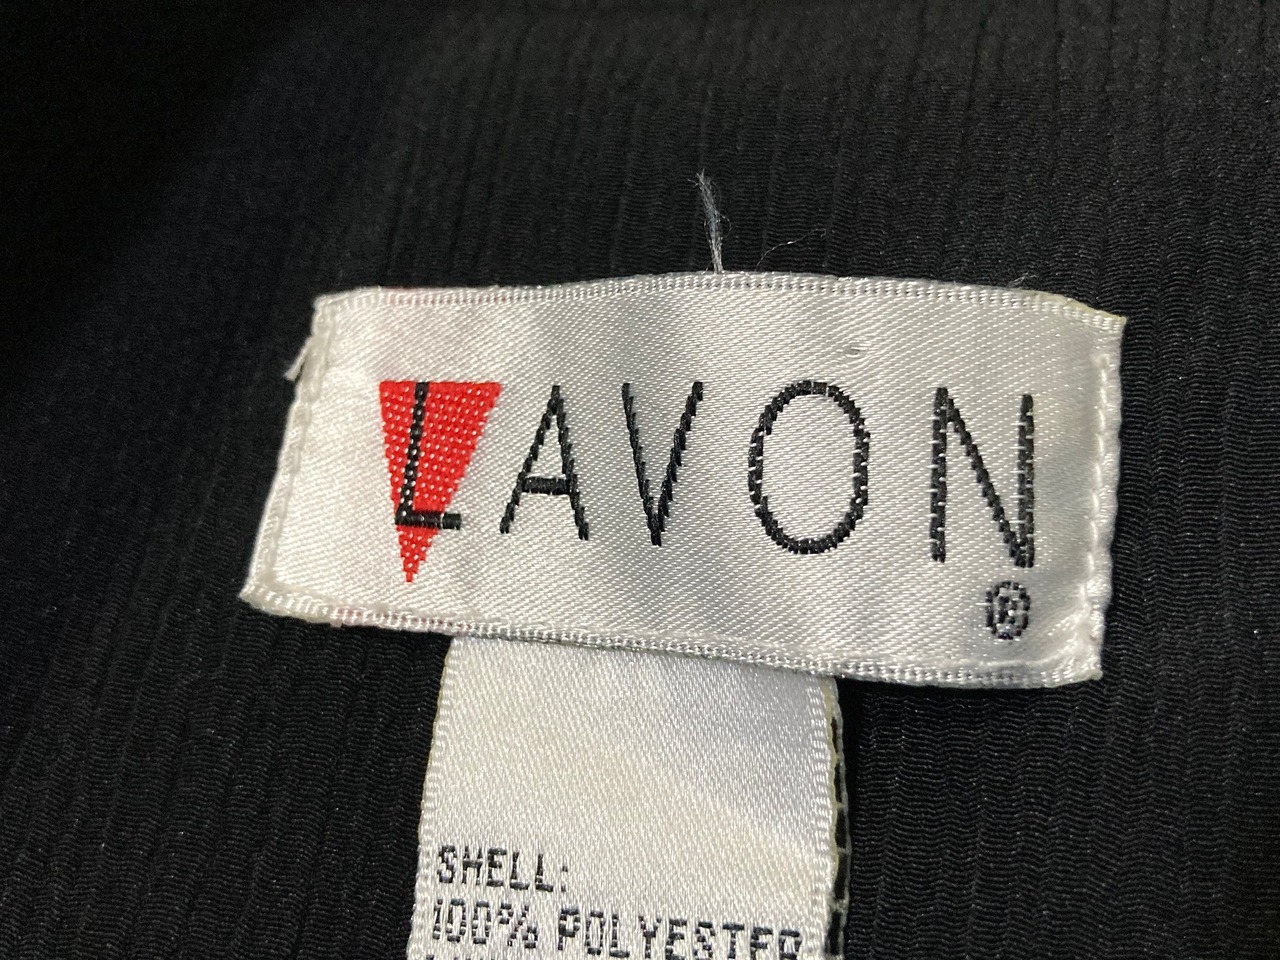 LAVON
®
SHELL:
100% POLYESTER